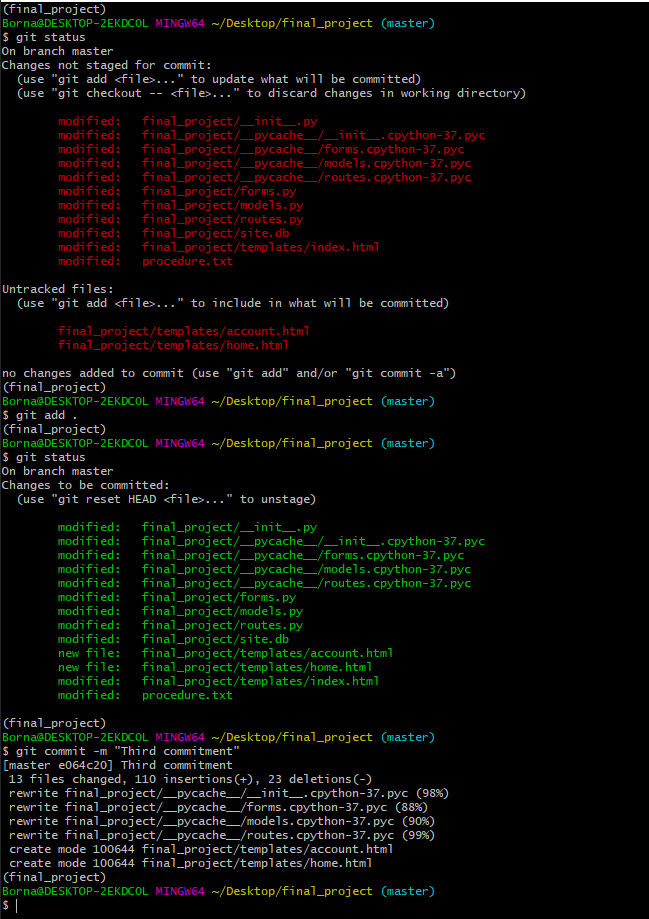 (final_project)
Borna@DESKTOP-2EKDCOL MINGW64 ~/Desktop/final_project (master)
$ git status
On branch master
Changes not staged for commit:
  (use "git add <file>..." to update what will be committed)
  (use "git checkout -- <file>..." to discard changes in working directory)

        modified:   final_project/__init__.py
        modified:   final_project/__pycache__/__init__.cpython-37.pyc
        modified:   final_project/__pycache__/forms.cpython-37.pyc
        modified:   final_project/__pycache__/models.cpython-37.pyc
        modified:   final_project/__pycache__/routes.cpython-37.pyc
        modified:   final_project/forms.py
        modified:   final_project/models.py
        modified:   final_project/routes.py
        modified:   final_project/site.db
        modified:   final_project/templates/index.html
        modified:   procedure.txt

Untracked files:
  (use "git add <file>..." to include in what will be committed)

        final_project/templates/account.html
        final_project/templates/home.html

no changes added to commit (use "git add" and/or "git commit -a")
(final_project)
Borna@DESKTOP-2EKDCOL MINGW64 ~/Desktop/final_project (master)
$ git add .
(final_project)
Borna@DESKTOP-2EKDCOL MINGW64 ~/Desktop/final_project (master)
$ git status
On branch master
Changes to be committed:
  (use "git reset HEAD <file>..." to unstage)

        modified:   final_project/__init__.py
        modified:   final_project/__pycache__/__init__.cpython-37.pyc
        modified:   final_project/__pycache__/forms.cpython-37.pyc
        modified:   final_project/__pycache__/models.cpython-37.pyc
        modified:   final_project/__pycache__/routes.cpython-37.pyc
        modified:   final_project/forms.py
        modified:   final_project/models.py
        modified:   final_project/routes.py
        modified:   final_project/site.db
        new file:   final_project/templates/account.html
        new file:   final_project/templates/home.html
        modified:   final_project/templates/index.html
        modified:   procedure.txt

(final_project)
Borna@DESKTOP-2EKDCOL MINGW64 ~/Desktop/final_project (master)
$ git commit -m "Third commitment"
[master e064c20] Third commitment
 13 files changed, 110 insertions(+), 23 deletions(-)
 rewrite final_project/__pycache__/__init__.cpython-37.pyc (98%)
 rewrite final_project/__pycache__/forms.cpython-37.pyc (88%)
 rewrite final_project/__pycache__/models.cpython-37.pyc (90%)
 rewrite final_project/__pycache__/routes.cpython-37.pyc (99%)
 create mode 100644 final_project/templates/account.html
 create mode 100644 final_project/templates/home.html
(final_project)
Borna@DESKTOP-2EKDCOL MINGW64 ~/Desktop/final_project (master)
$